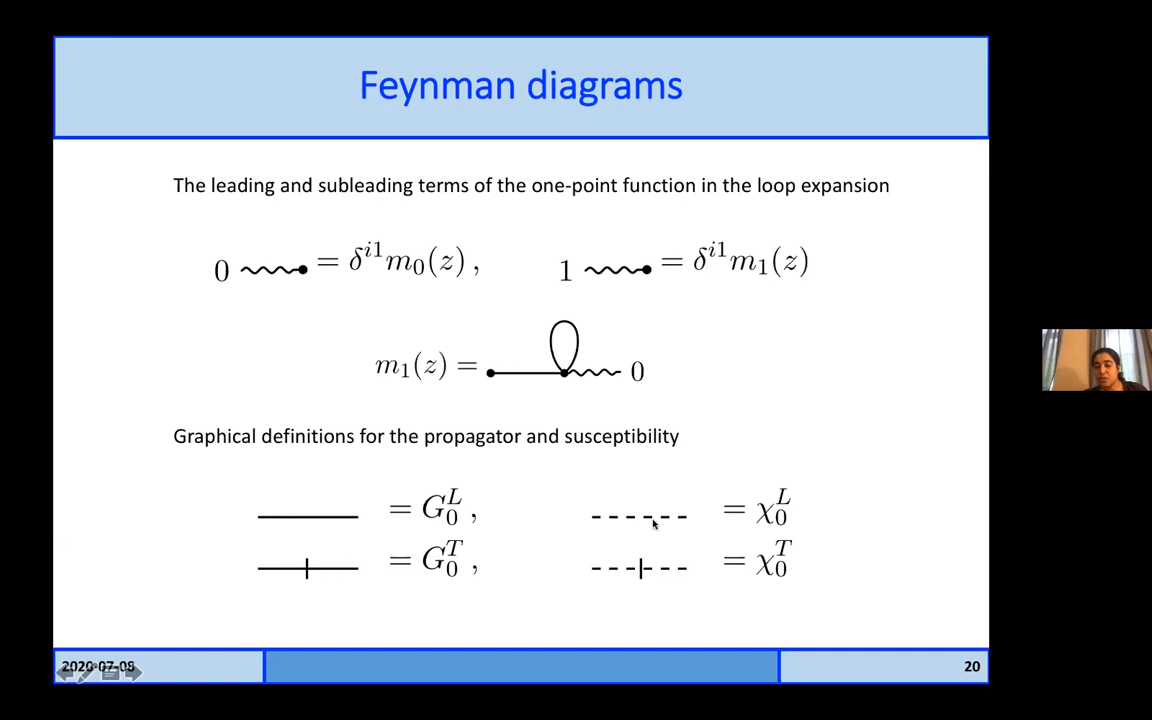 Feynman diagrams
The leading and subleading terms of the one-point function in the loop expansion
0 = δ^{i1} m_0(z) ,   1 = δ^{i1} m_1(z)
m_1(z) = 0
Graphical definitions for the propagator and susceptibility
= G_0^L ,   = χ_0^L
= G_0^T ,   = χ_0^T
2020-07-08   20